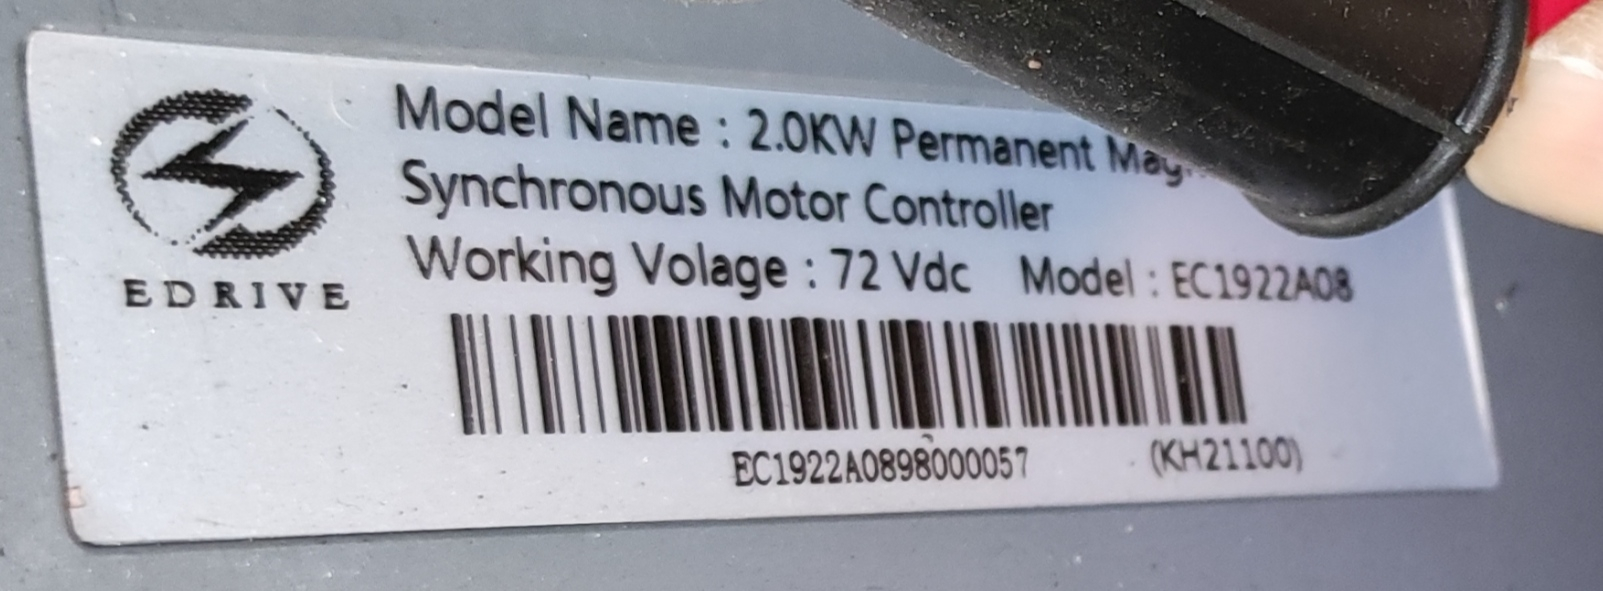 Model Name : 2.0KW Permanent
Synchronous Motor Controller
EDRIVE
Working Volage : 72 Vdc Model : EC1922A08
EC1922A0898000057 (KH21100)